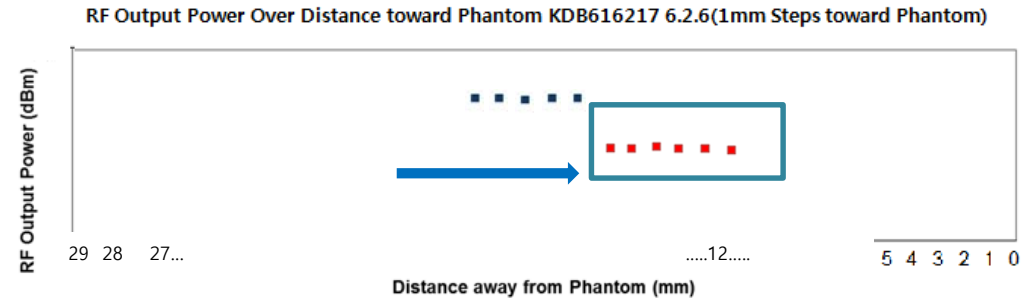 RF Output Power Over Distance toward Phantom KDB616217 6.2.6(1mm Steps toward Phantom)
RF Output Power (dBm)
29 28 27... .....12..... 5 4 3 2 1 0
Distance away from Phantom (mm)